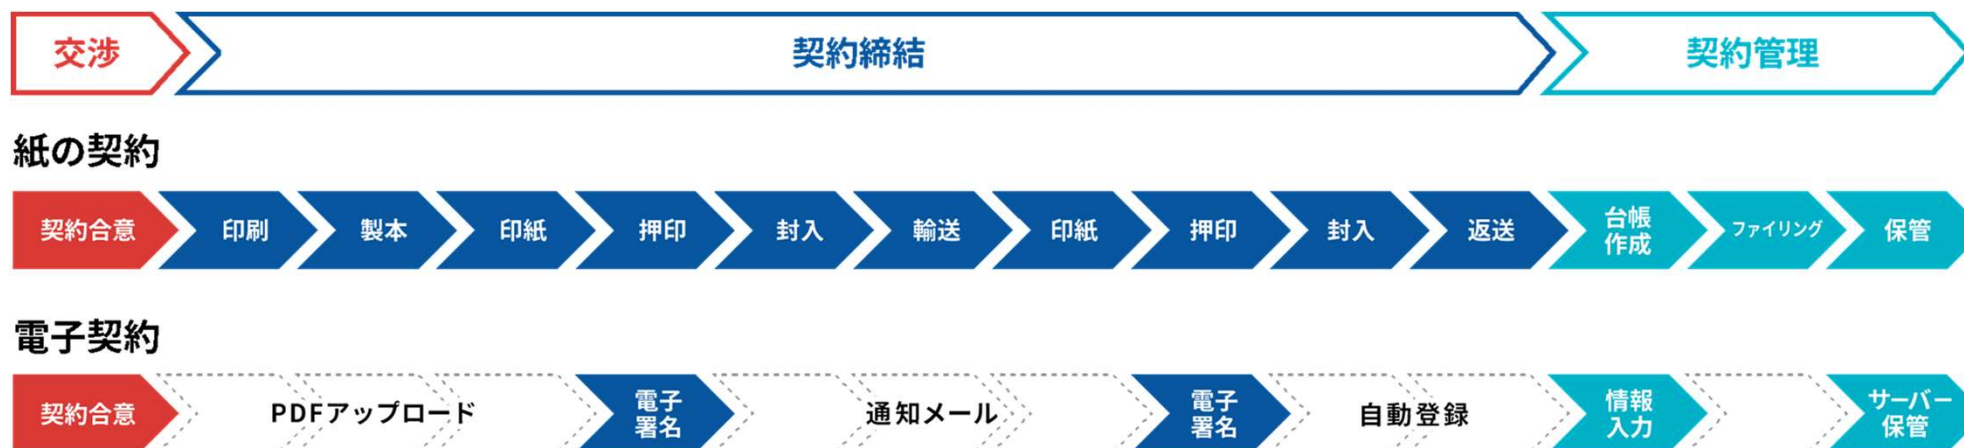 交渉
契約締結
契約管理
紙の契約
契約合意
印刷
製本
印紙
押印
封入
輸送
印紙
押印
封入
返送
台帳
作成
ファイリング
保管
電子契約
契約合意
PDFアップロード
電子
署名
通知メール
電子
署名
自動登録
情報
入力
サーバー
保管